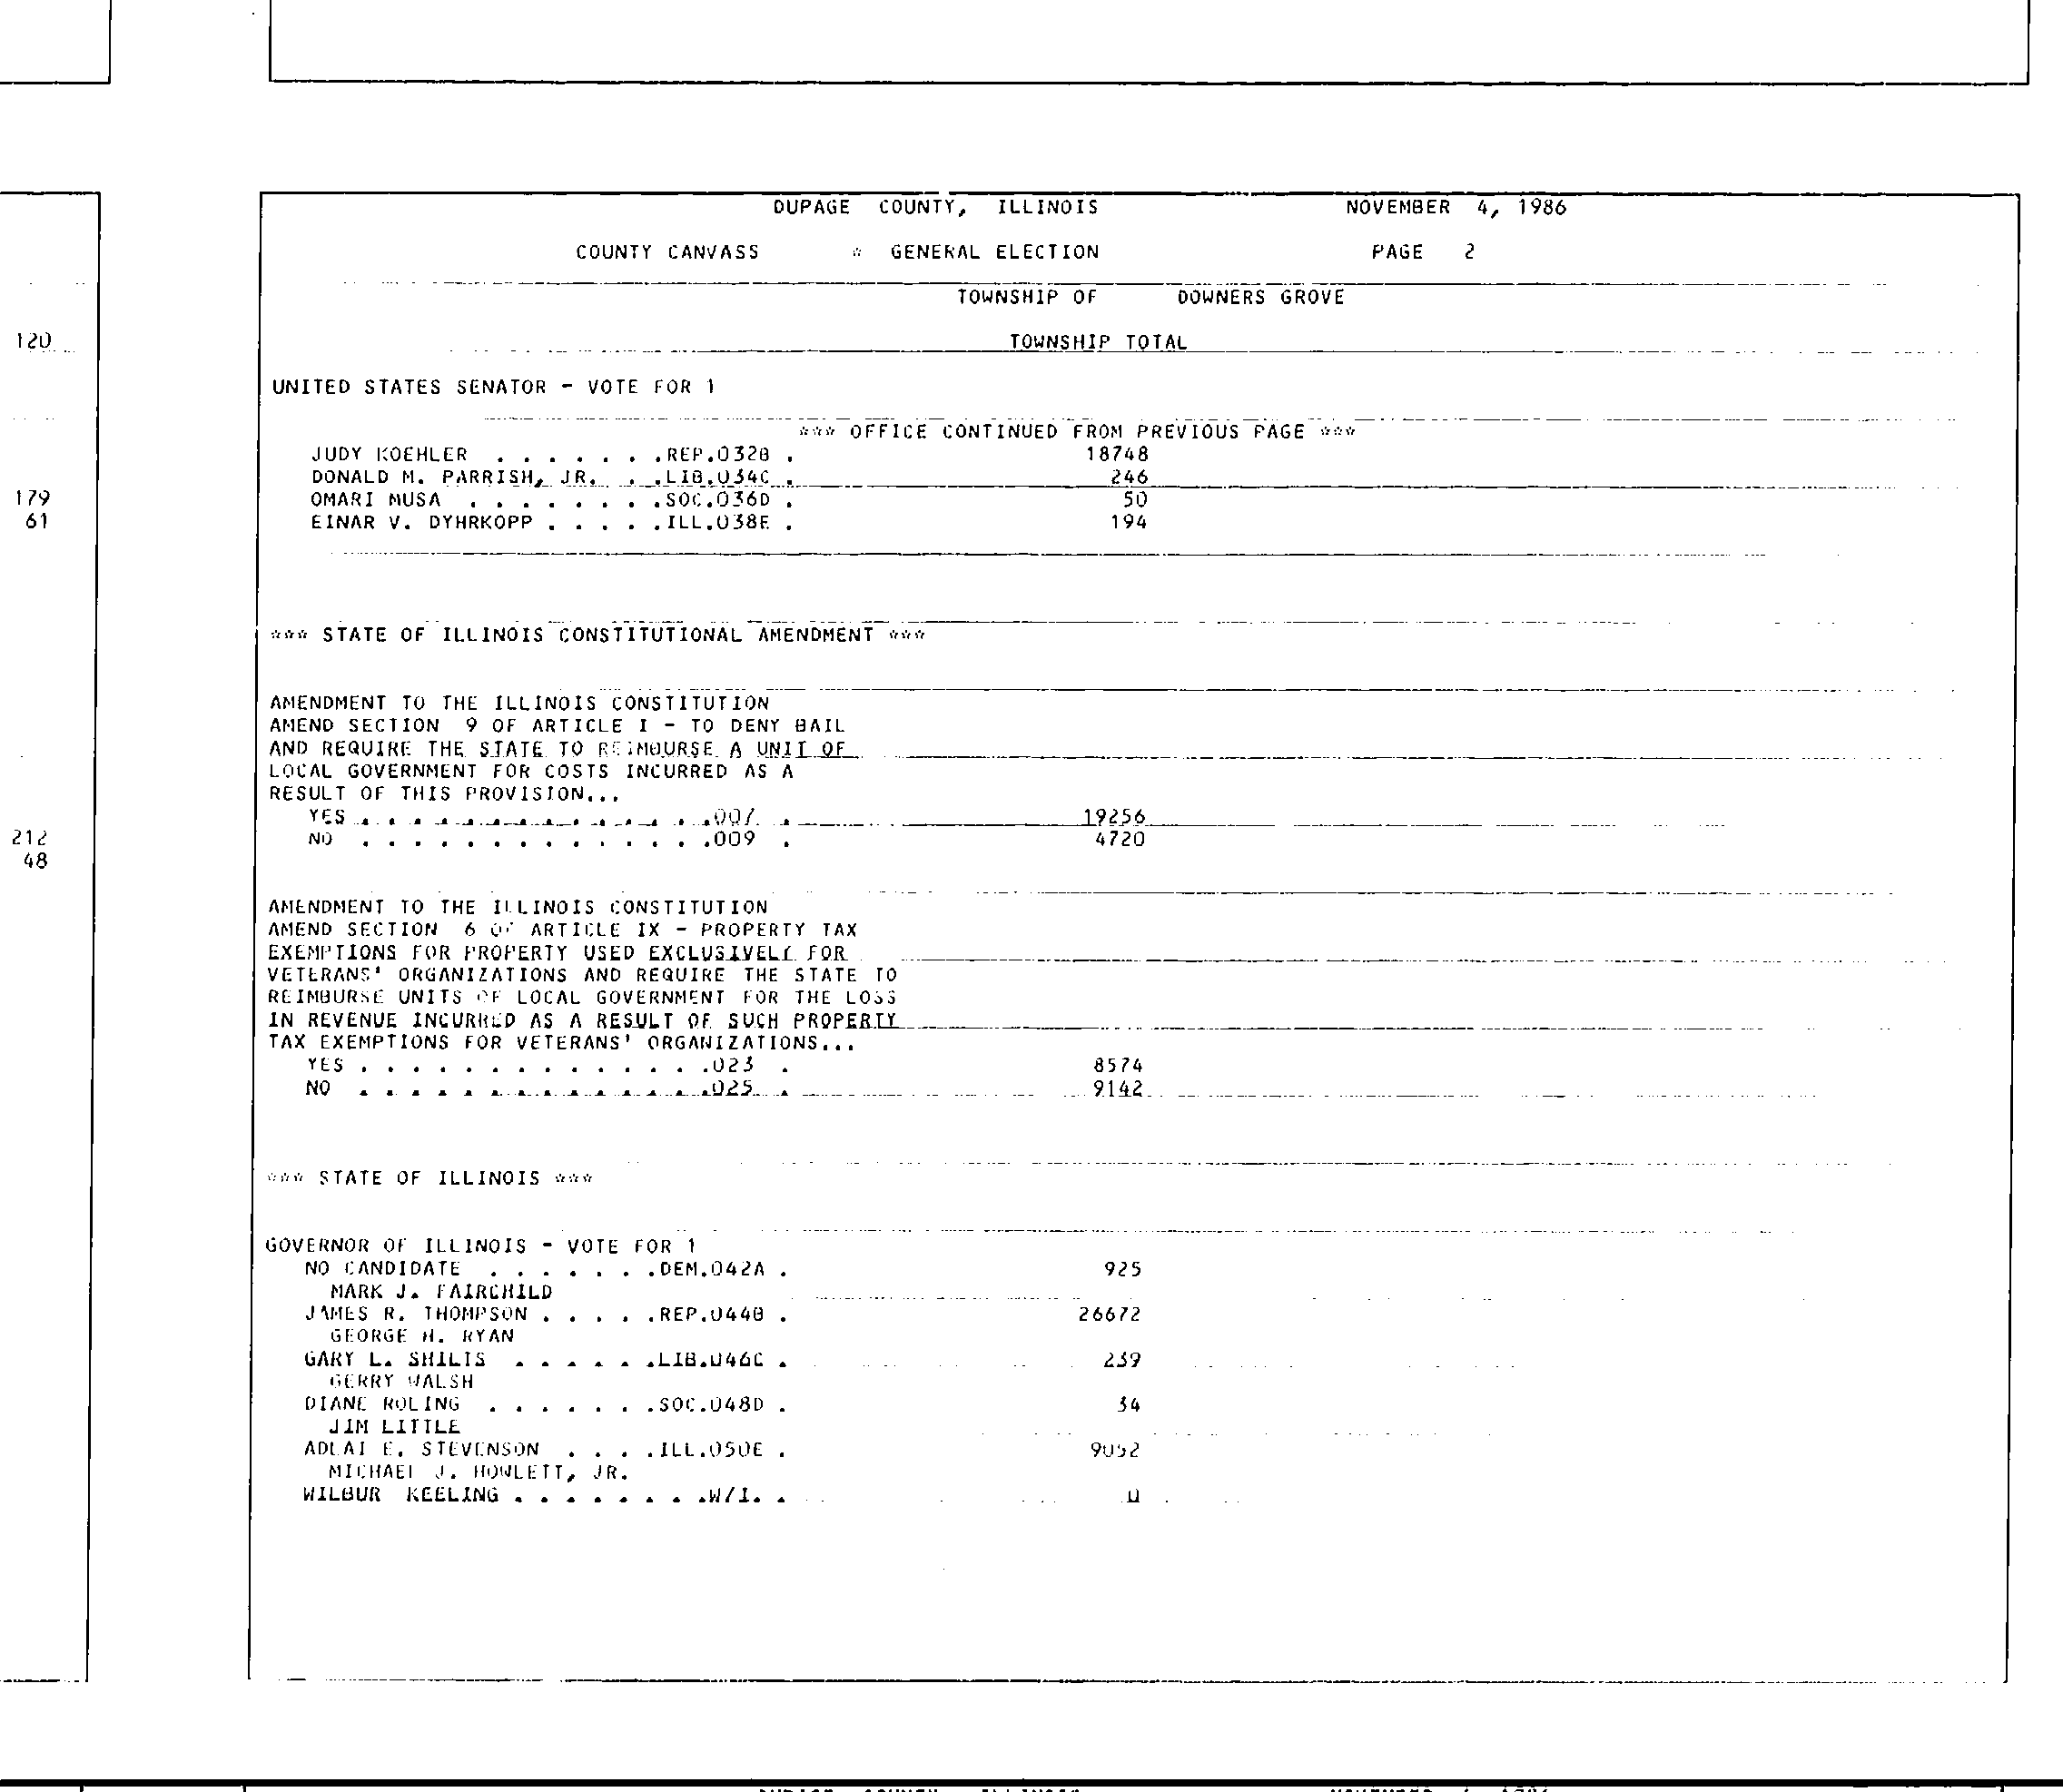 DUPAGE COUNTY, ILLINOIS NOVEMBER 4, 1986
COUNTY CANVASS * GENERAL ELECTION PAGE 2
TOWNSHIP OF DOWNERS GROVE
120
TOWNSHIP TOTAL
UNITED STATES SENATOR - VOTE FOR 1
*** OFFICE CONTINUED FROM PREVIOUS PAGE ***
JUDY KOEHLER . . . . . . .REP.032B . 18748
DONALD M. PARRISH, JR. . .LIB.034C . 246
179
OMARI MUSA . . . . . . . .SOC.036D . 50
61
EINAR V. DYHRKOPP . . . . .ILL.038E . 194
*** STATE OF ILLINOIS CONSTITUTIONAL AMENDMENT ***
AMENDMENT TO THE ILLINOIS CONSTITUTION
AMEND SECTION 9 OF ARTICLE I - TO DENY BAIL
AND REQUIRE THE STATE TO REIMBURSE A UNIT OF
LOCAL GOVERNMENT FOR COSTS INCURRED AS A
RESULT OF THIS PROVISION...
YES . . . . . . . . . . . . . .007 . 19256
212
NO . . . . . . . . . . . . . .009 . 4720
48
AMENDMENT TO THE ILLINOIS CONSTITUTION
AMEND SECTION 6 OF ARTICLE IX - PROPERTY TAX
EXEMPTIONS FOR PROPERTY USED EXCLUSIVELY FOR
VETERANS' ORGANIZATIONS AND REQUIRE THE STATE TO
REIMBURSE UNITS OF LOCAL GOVERNMENT FOR THE LOSS
IN REVENUE INCURRED AS A RESULT OF SUCH PROPERTY
TAX EXEMPTIONS FOR VETERANS' ORGANIZATIONS...
YES . . . . . . . . . . . . . .023 . 8574
NO . . . . . . . . . . . . . .025 . 9142
*** STATE OF ILLINOIS ***
GOVERNOR OF ILLINOIS - VOTE FOR 1
NO CANDIDATE . . . . . . .DEM.042A . 925
MARK J. FAIRCHILD
JAMES R. THOMPSON . . . . .REP.044B . 26672
GEORGE H. RYAN
GARY L. SHILTS . . . . . .LIB.046C . 239
GERRY WALSH
DIANE ROLING . . . . . . .SOC.048D . 34
JIM LITTLE
ADLAI E. STEVENSON . . . .ILL.050E . 9052
MICHAEL J. HOWLETT, JR.
WILBUR KEELING . . . . . . . .W/I. . 0